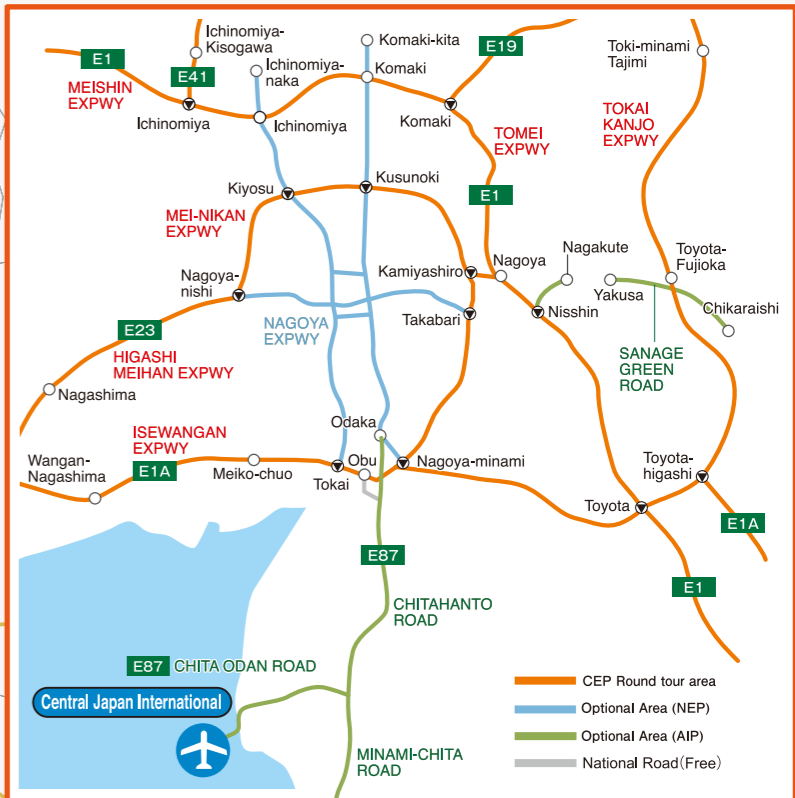 Ichinomiya-
Kisogawa
Komaki-kita
E19
Toki-minami
Tajimi
E1
E41
Ichinomiya-
naka
Komaki
MEISHIN
EXPWY
Ichinomiya
Ichinomiya
Komaki
TOMEI
EXPWY
TOKAI
KANJO
EXPWY
Kiyosu
Kusunoki
E1
MEI-NIKAN
EXPWY
Nagoya-
nishi
Kamiyashiro
Nagoya
Nagakute
Toyota-
Fujioka
Yakusa
Chikaraishi
Takabari
Nisshin
E23
NAGOYA
EXPWY
HIGASHI
MEIHAN EXPWY
SANAGE
GREEN
ROAD
Nagashima
ISEWANGAN
EXPWY
Odaka
Obu
Wangan-
Nagashima
E1A
Meiko-chuo
Tokai
Nagoya-minami
Toyota-
higashi
Toyota
E1A
E87
E1
CHITAHANTO
ROAD
E87 CHITA ODAN ROAD
Central Japan International
MINAMI-CHITA
ROAD
CEP Round tour area
Optional Area (NEP)
Optional Area (AIP)
National Road(Free)